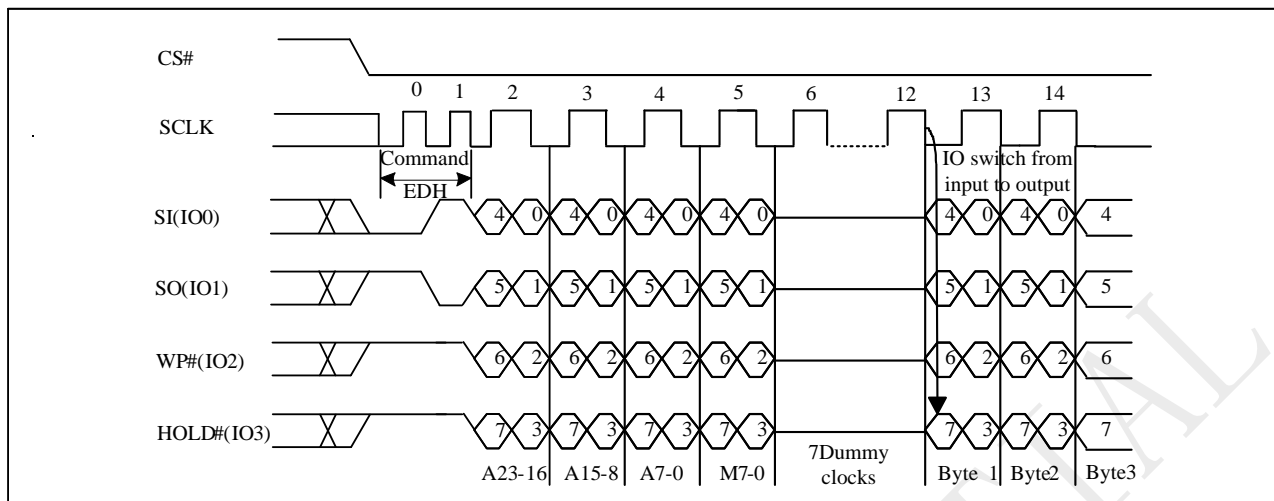 CS#
0 1 2 3 4 5 6 12 13 14
SCLK
Command
EDH
IO switch from
input to output
SI(IO0)
4 0 4 0 4 0 4 0 4 0 4 0 4
SO(IO1)
5 1 5 1 5 1 5 1 5 1 5 1 5
WP#(IO2)
6 2 6 2 6 2 6 2 6 2 6 2 6
HOLD#(IO3)
7 3 7 3 7 3 7 3 7 3 7 3 7
A23-16 A15-8 A7-0 M7-0
7Dummy
clocks
Byte 1 Byte2 Byte3
TIAL